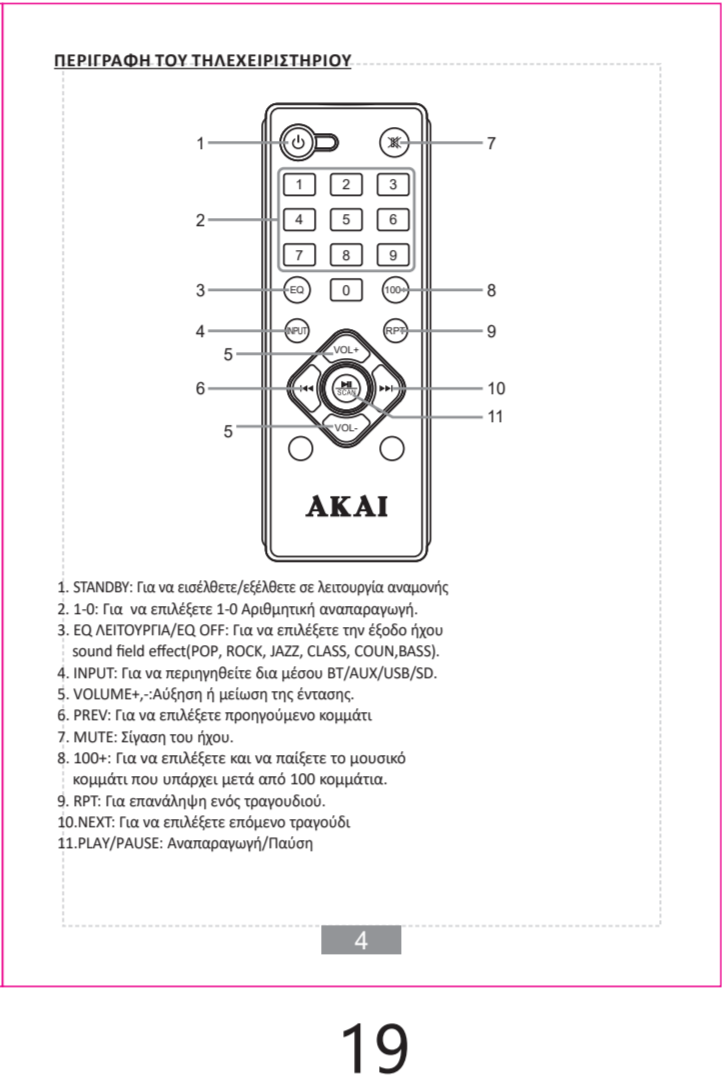 ΠΕΡΙΓΡΑΦΗ ΤΟΥ ΤΗΛΕΧΕΙΡΙΣΤΗΡΙΟΥ
1
7
1 2 3
2
4 5 6
7 8 9
3
EQ 0 100+
8
4
INPUT
RPT
9
5
VOL+
6
SCAN
10
11
5
VOL-
AKAI
1. STANDBY: Για να εισέλθετε/εξέλθετε σε λειτουργία αναμονής
2. 1-0: Για να επιλέξετε 1-0 Αριθμητική αναπαραγωγή.
3. EQ ΛΕΙΤΟΥΡΓΙΑ/EQ OFF: Για να επιλέξετε την έξοδο ήχου
sound field effect(POP, ROCK, JAZZ, CLASS, COUN,BASS).
4. INPUT: Για να περιηγηθείτε δια μέσου BT/AUX/USB/SD.
5. VOLUME+,-:Αύξηση ή μείωση της έντασης.
6. PREV: Για να επιλέξετε προηγούμενο κομμάτι
7. MUTE: Σίγαση του ήχου.
8. 100+: Για να επιλέξετε και να παίξετε το μουσικό
κομμάτι που υπάρχει μετά από 100 κομμάτια.
9. RPT: Για επανάληψη ενός τραγουδιού.
10.NEXT: Για να επιλέξετε επόμενο τραγούδι
11.PLAY/PAUSE: Αναπαραγωγή/Παύση
4
19